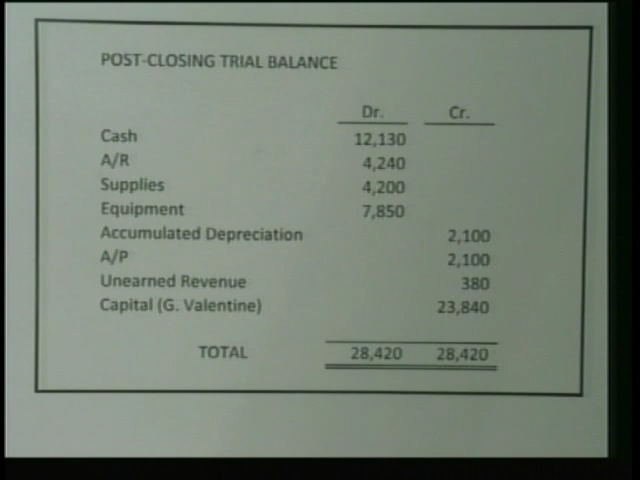 POST-CLOSING TRIAL BALANCE
Dr. Cr.
Cash 12,130
A/R 4,240
Supplies 4,200
Equipment 7,850
Accumulated Depreciation 2,100
A/P 2,100
Unearned Revenue 380
Capital (G. Valentine) 23,840
TOTAL 28,420 28,420